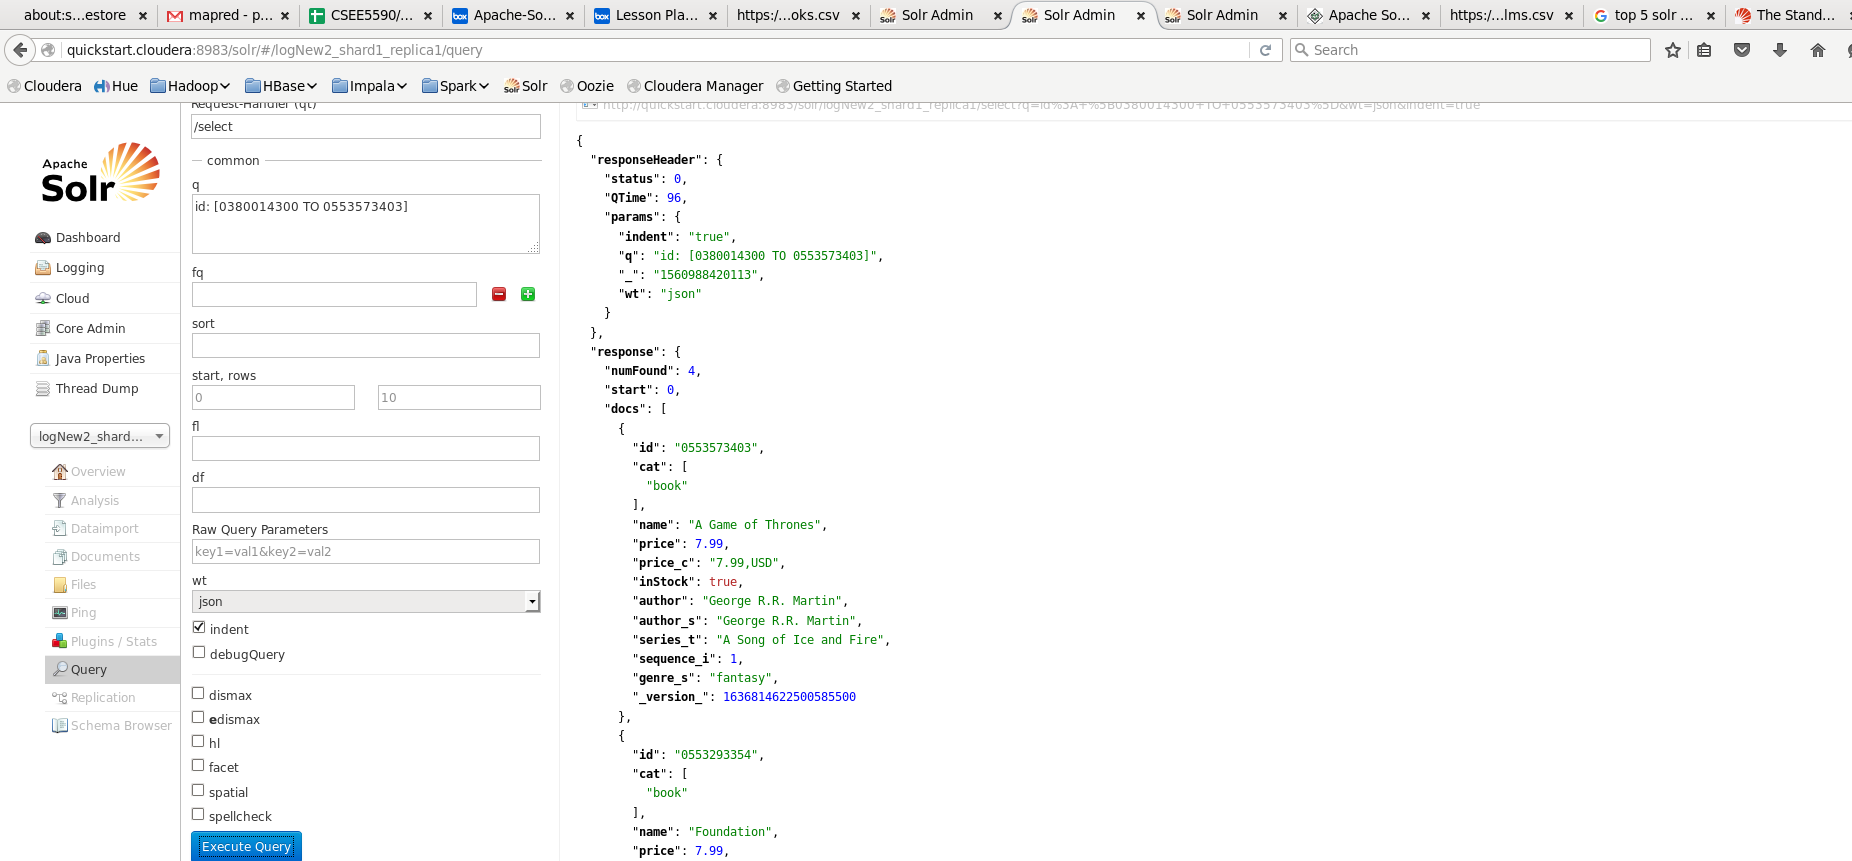 about:s...estore
mapred - p...
CSEE5590/...
Apache-So...
Lesson Pla...
https:/...oks.csv
Solr Admin
Solr Admin
Solr Admin
Apache So...
https:/...lms.csv
top 5 solr ...
The Stand...
quickstart.cloudera:8983/solr/#/logNew2_shard1_replica1/query
Search
Cloudera
Hue
Hadoop
HBase
Impala
Spark
Solr
Oozie
Cloudera Manager
Getting Started
Apache
Solr
Dashboard
Logging
Cloud
Core Admin
Java Properties
Thread Dump
logNew2_shard...
Overview
Analysis
Dataimport
Documents
Files
Ping
Plugins / Stats
Query
Replication
Schema Browser
Request-Handler (qt)
/select
common
q
id: [0380014300 TO 0553573403]
fq
sort
start, rows
0
10
fl
df
Raw Query Parameters
key1=val1&key2=val2
wt
json
indent
debugQuery
dismax
edismax
hl
facet
spatial
spellcheck
Execute Query
http://quickstart.cloudera:8983/solr/logNew2_shard1_replica1/select?q=id%3A+%5B0380014300+TO+0553573403%5D&wt=json&indent=true
{
"responseHeader": {
"status": 0,
"QTime": 96,
"params": {
"indent": "true",
"q": "id: [0380014300 TO 0553573403]",
"_": "1560988420113",
"wt": "json"
}
},
"response": {
"numFound": 4,
"start": 0,
"docs": [
{
"id": "0553573403",
"cat": [
"book"
],
"name": "A Game of Thrones",
"price": 7.99,
"price_c": "7.99,USD",
"inStock": true,
"author": "George R.R. Martin",
"author_s": "George R.R. Martin",
"series_t": "A Song of Ice and Fire",
"sequence_i": 1,
"genre_s": "fantasy",
"_version_": 1636814622500585500
},
{
"id": "0553293354",
"cat": [
"book"
],
"name": "Foundation",
"price": 7.99,